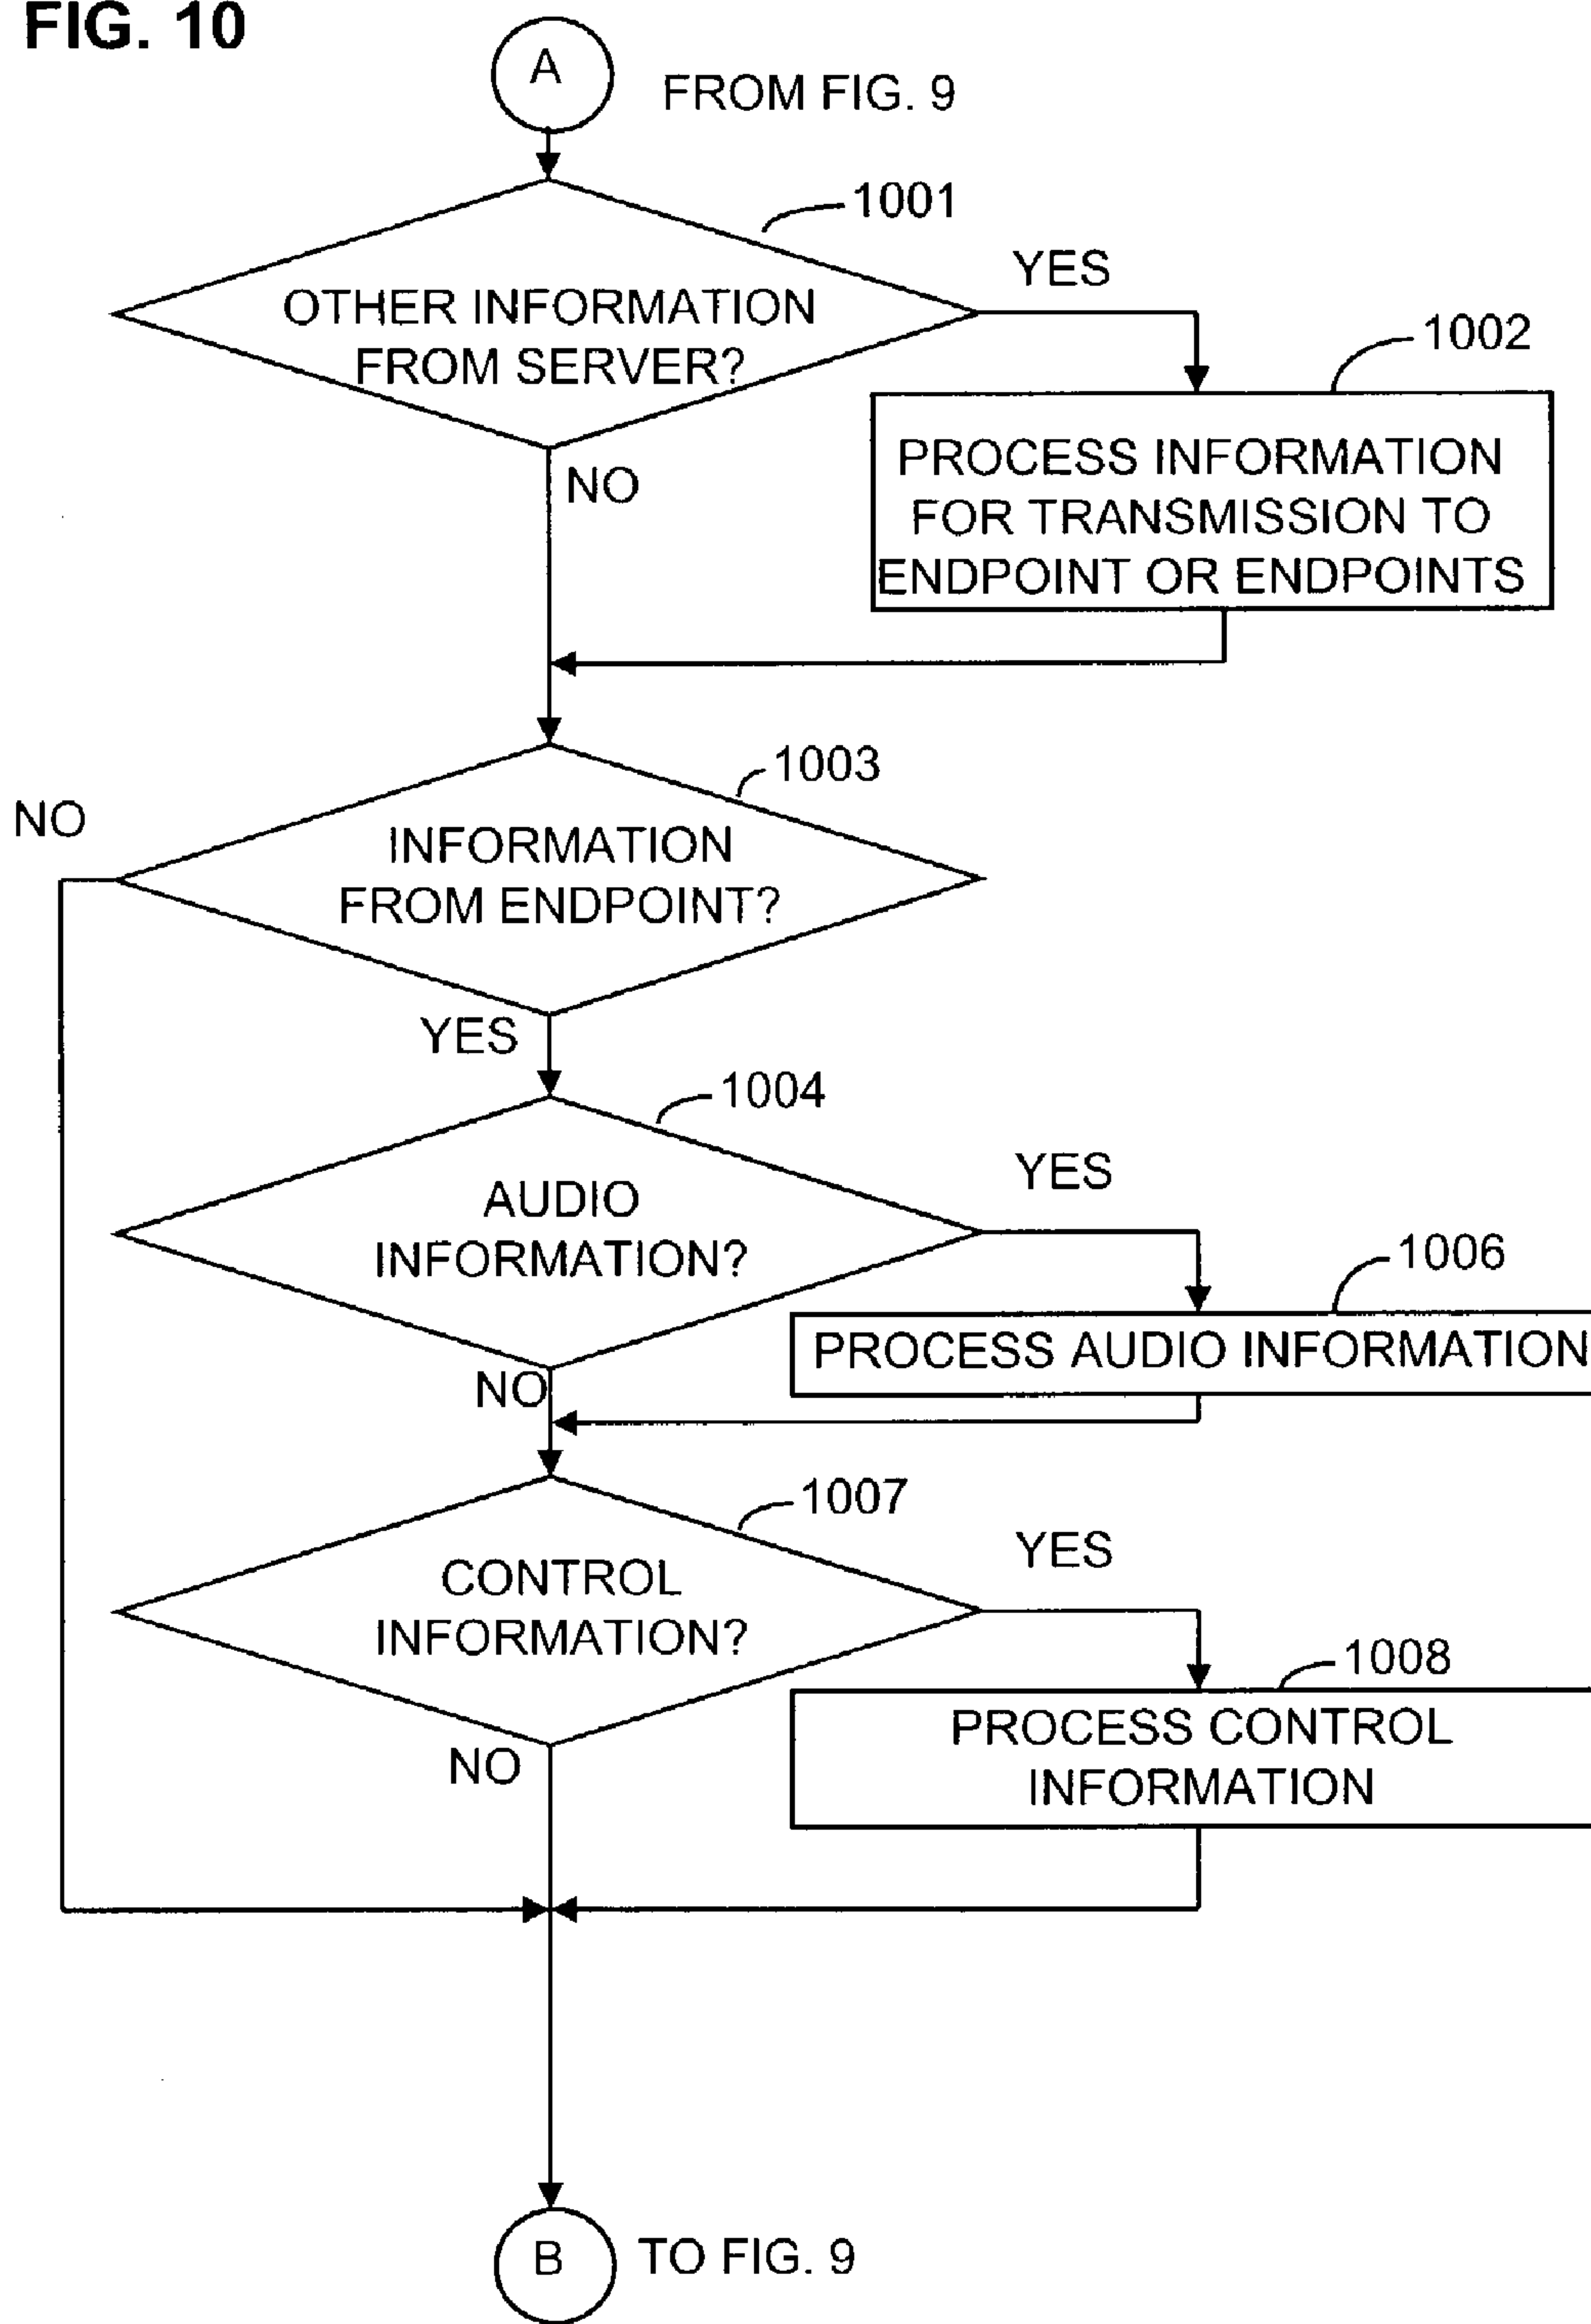 FIG. 10
A
FROM FIG. 9
1001
YES
OTHER INFORMATION
FROM SERVER?
1002
PROCESS INFORMATION
FOR TRANSMISSION TO
ENDPOINT OR ENDPOINTS
NO
1003
NO
INFORMATION
FROM ENDPOINT?
YES
1004
YES
AUDIO
INFORMATION?
1006
PROCESS AUDIO INFORMATION
NO
1007
YES
CONTROL
INFORMATION?
1008
PROCESS CONTROL
INFORMATION
NO
B
TO FIG. 9